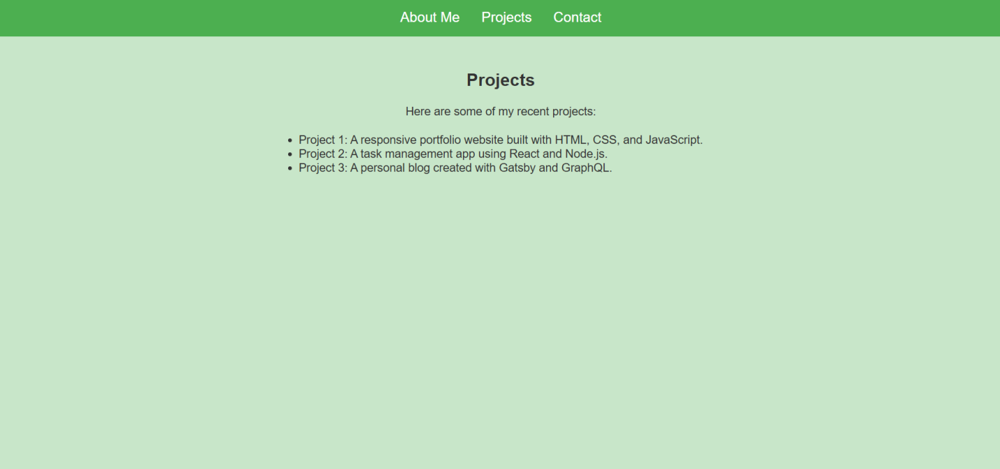 About Me Projects Contact
Projects
Here are some of my recent projects:
Project 1: A responsive portfolio website built with HTML, CSS, and JavaScript.
Project 2: A task management app using React and Node.js.
Project 3: A personal blog created with Gatsby and GraphQL.